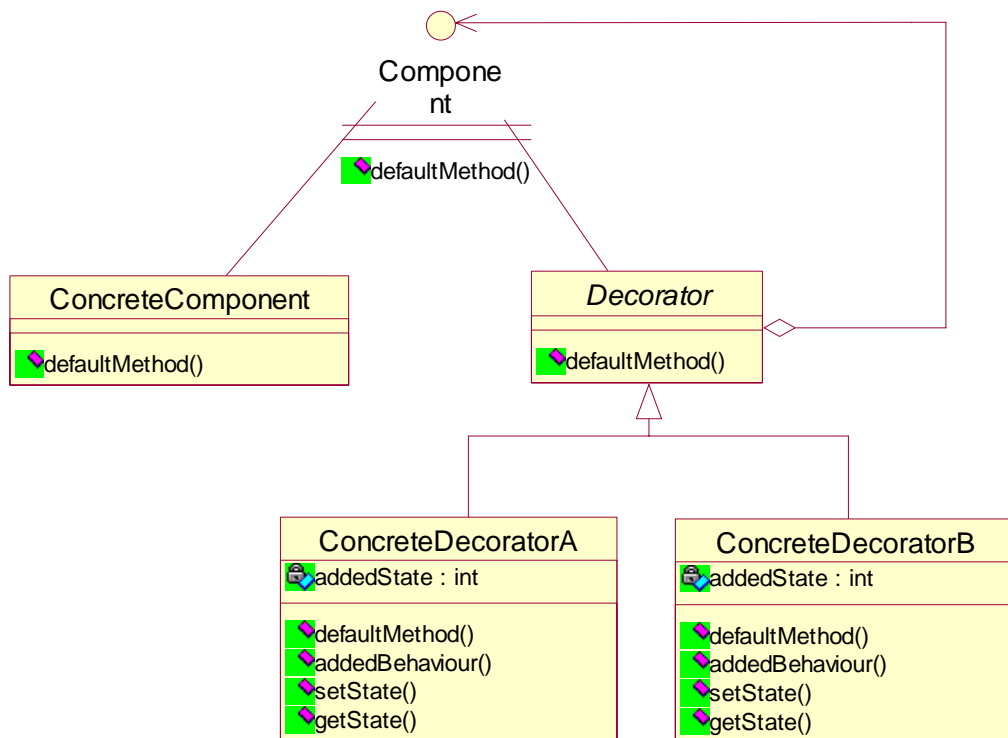 Compone
nt
defaultMethod()
ConcreteComponent
defaultMethod()
Decorator
defaultMethod()
ConcreteDecoratorA
addedState : int
defaultMethod()
addedBehaviour()
setState()
getState()
ConcreteDecoratorB
addedState : int
defaultMethod()
addedBehaviour()
setState()
getState()